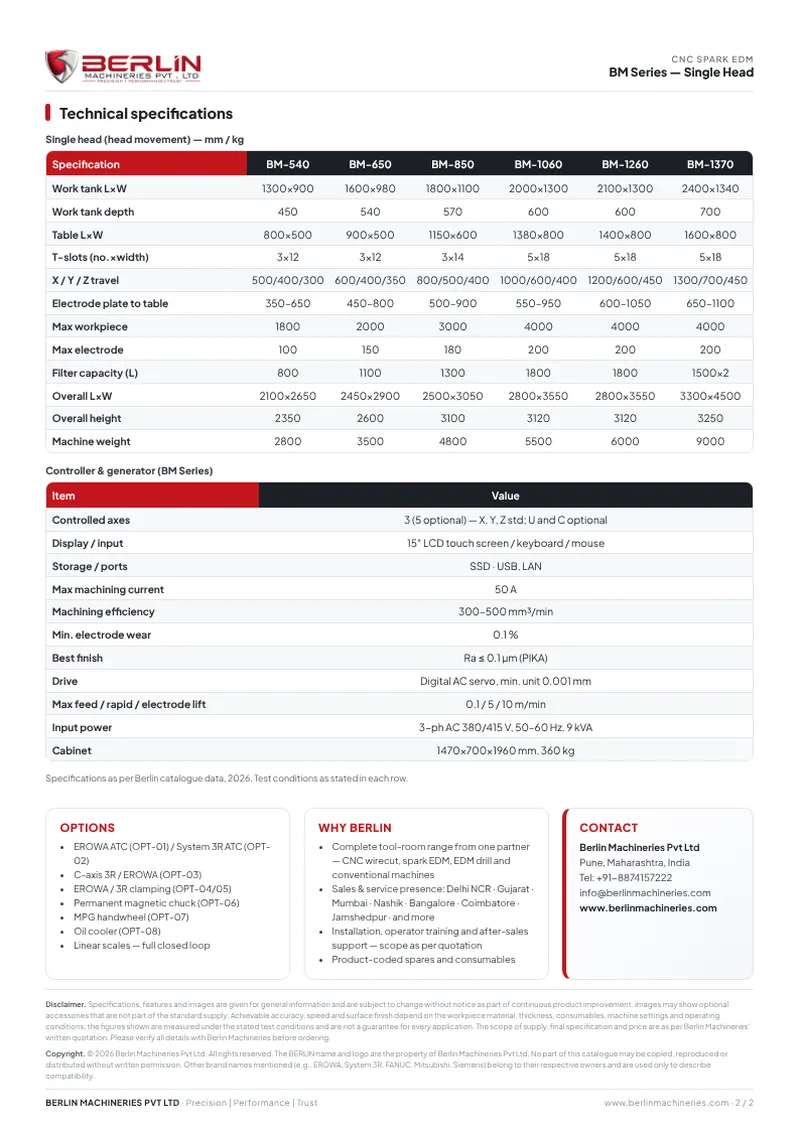 BERLIN
MACHINERIES PVT . LTD
PRECISION | PERFORMANCE | TRUST
CNC SPARK EDM
BM Series — Single Head
Technical specifications
Single head (head movement) — mm / kg
Specification BM-540 BM-650 BM-850 BM-1060 BM-1260 BM-1370
Work tank L×W 1300×900 1600×980 1800×1100 2000×1300 2100×1300 2400×1340
Work tank depth 450 540 570 600 600 700
Table L×W 800×500 900×500 1150×600 1380×800 1400×800 1600×800
T-slots (no.×width) 3×12 3×12 3×14 5×18 5×18 5×18
X / Y / Z travel 500/400/300 600/400/350 800/500/400 1000/600/400 1200/600/450 1300/700/450
Electrode plate to table 350–650 450–800 500–900 550–950 600–1050 650–1100
Max workpiece 1800 2000 3000 4000 4000 4000
Max electrode 100 150 180 200 200 200
Filter capacity (L) 800 1100 1300 1800 1800 1500×2
Overall L×W 2100×2650 2450×2900 2500×3050 2800×3550 2800×3550 3300×4500
Overall height 2350 2600 3100 3120 3120 3250
Machine weight 2800 3500 4800 5500 6000 9000
Controller & generator (BM Series)
Item Value
Controlled axes 3 (5 optional) — X, Y, Z std; U and C optional
Display / input 15" LCD touch screen / keyboard / mouse
Storage / ports SSD · USB, LAN
Max machining current 50 A
Machining efficiency 300–500 mm³/min
Min. electrode wear 0.1 %
Best finish Ra ≤ 0.1 µm (PIKA)
Drive Digital AC servo, min. unit 0.001 mm
Max feed / rapid / electrode lift 0.1 / 5 / 10 m/min
Input power 3-ph AC 380/415 V, 50–60 Hz, 9 kVA
Cabinet 1470×700×1960 mm, 360 kg
Specifications as per Berlin catalogue data, 2026. Test conditions as stated in each row.
OPTIONS
• EROWA ATC (OPT-01) / System 3R ATC (OPT-
02)
• C-axis 3R / EROWA (OPT-03)
• EROWA / 3R clamping (OPT-04/05)
• Permanent magnetic chuck (OPT-06)
• MPG handwheel (OPT-07)
• Oil cooler (OPT-08)
• Linear scales — full closed loop
WHY BERLIN
• Complete tool-room range from one partner
— CNC wirecut, spark EDM, EDM drill and
conventional machines
• Sales & service presence: Delhi NCR · Gujarat ·
Mumbai · Nashik · Bangalore · Coimbatore ·
Jamshedpur · and more
• Installation, operator training and after-sales
support — scope as per quotation
• Product-coded spares and consumables
CONTACT
Berlin Machineries Pvt Ltd
Pune, Maharashtra, India
Tel: +91-8874157222
info@berlinmachineries.com
www.berlinmachineries.com
Disclaimer. Specifications, features and images are given for general information and are subject to change without notice as part of continuous product improvement. Images may show optional
accessories that are not part of the standard supply. Achievable accuracy, speed and surface finish depend on the workpiece material, thickness, consumables, machine settings and operating
conditions; the figures shown are measured under the stated test conditions and are not a guarantee for every application. The scope of supply, final specification and price are as per Berlin Machineries'
written quotation. Please verify all details with Berlin Machineries before ordering.
Copyright. © 2026 Berlin Machineries Pvt Ltd. All rights reserved. The BERLIN name and logo are the property of Berlin Machineries Pvt Ltd. No part of this catalogue may be copied, reproduced or
distributed without written permission. Other brand names mentioned (e.g., EROWA, System 3R, FANUC, Mitsubishi, Siemens) belong to their respective owners and are used only to describe
compatibility.
BERLIN MACHINERIES PVT LTD · Precision | Performance | Trust
www.berlinmachineries.com · 2 / 2